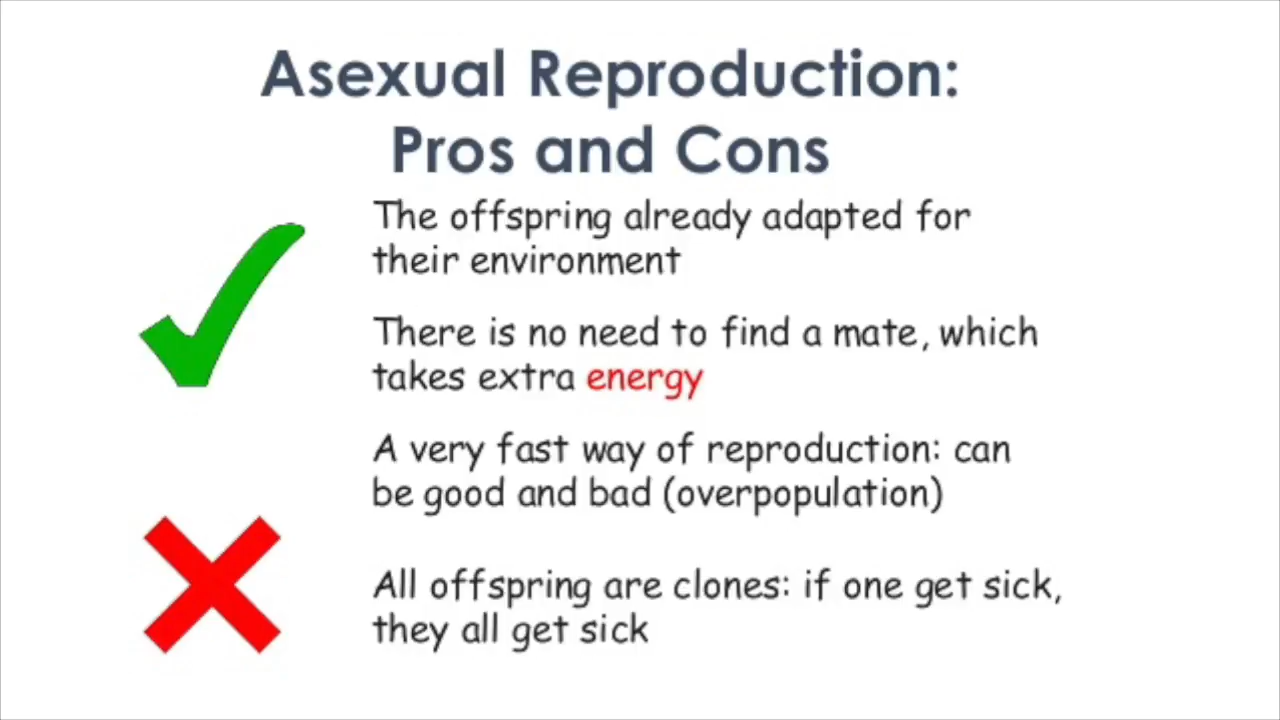 Asexual Reproduction:
Pros and Cons
The offspring already adapted for
their environment
There is no need to find a mate, which
takes extra energy
A very fast way of reproduction: can
be good and bad (overpopulation)
All offspring are clones: if one get sick,
they all get sick